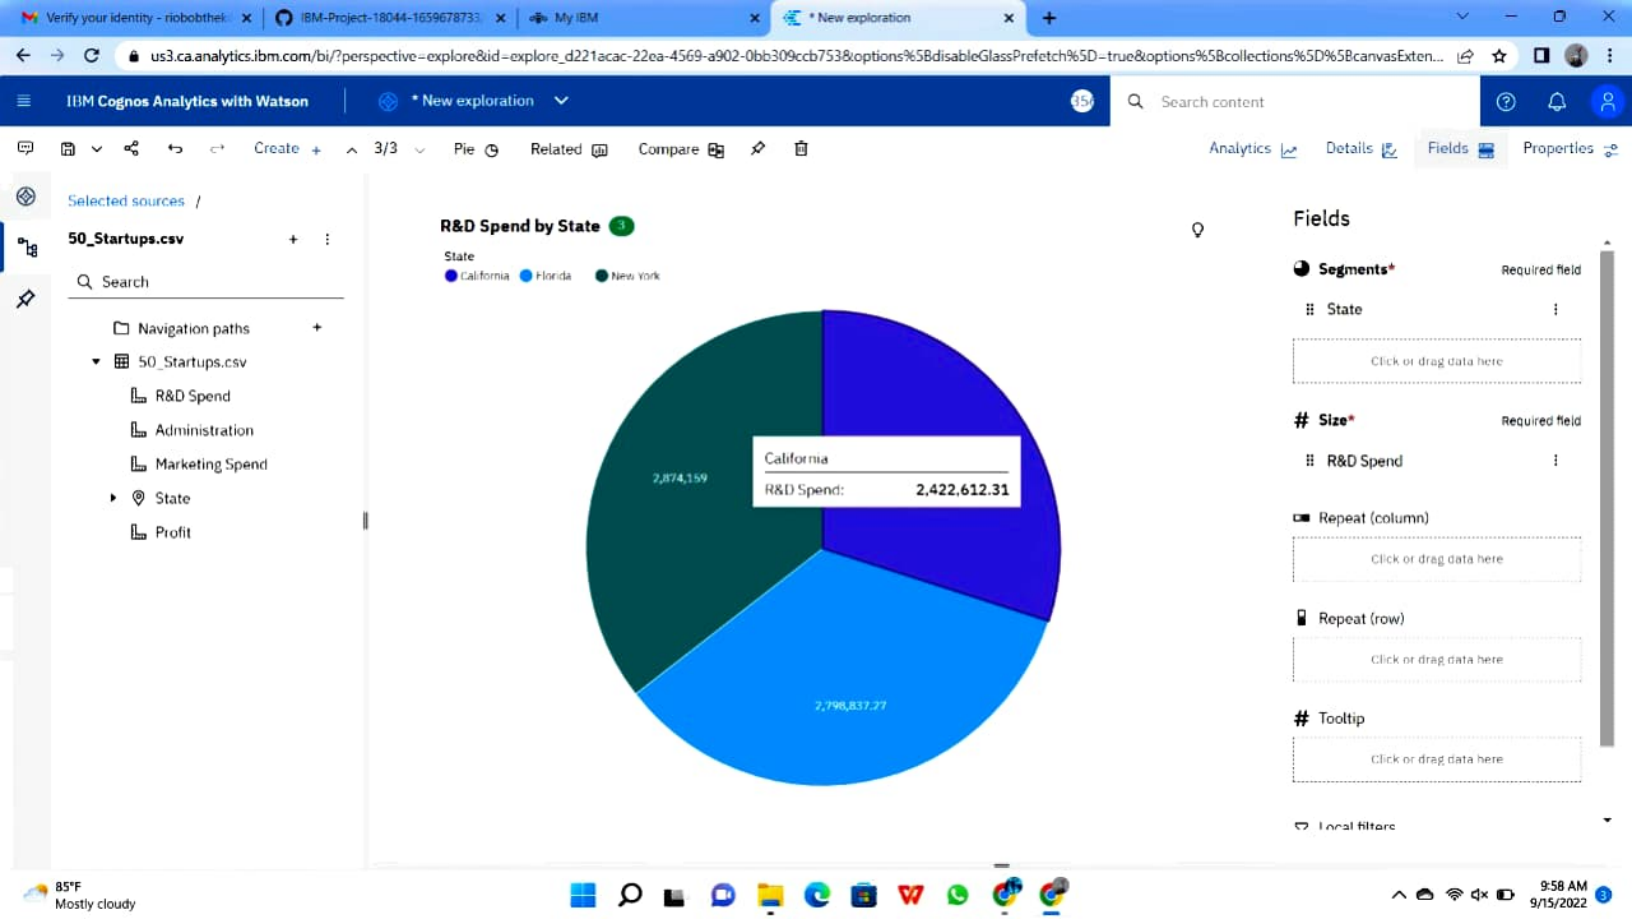 Verify your identity - riobobthek
IBM-Project-18044-1659678733
My IBM
* New exploration
us3.ca.analytics.ibm.com/bi/?perspective=explore&id=explore_d221acac-22ea-4569-a902-0bb309ccb753&options%5BdisableGlassPrefetch%5D=true&options%5Bcollections%5D%5BcanvasExten...
IBM Cognos Analytics with Watson
* New exploration
Search content
Create +
3/3
Pie
Related
Compare
Analytics
Details
Fields
Properties
Selected sources /
50_Startups.csv
Search
Navigation paths
50_Startups.csv
R&D Spend
Administration
Marketing Spend
State
Profit
R&D Spend by State 3
State
California
Florida
New York
2,874,159
California
R&D Spend: 2,422,612.31
2,798,837.27
Fields
Segments* Required field
State
Click or drag data here
Size* Required field
R&D Spend
Repeat (column)
Click or drag data here
Repeat (row)
Click or drag data here
Tooltip
Click or drag data here
Local filters
85°F
Mostly cloudy
9:58 AM
9/15/2022
3